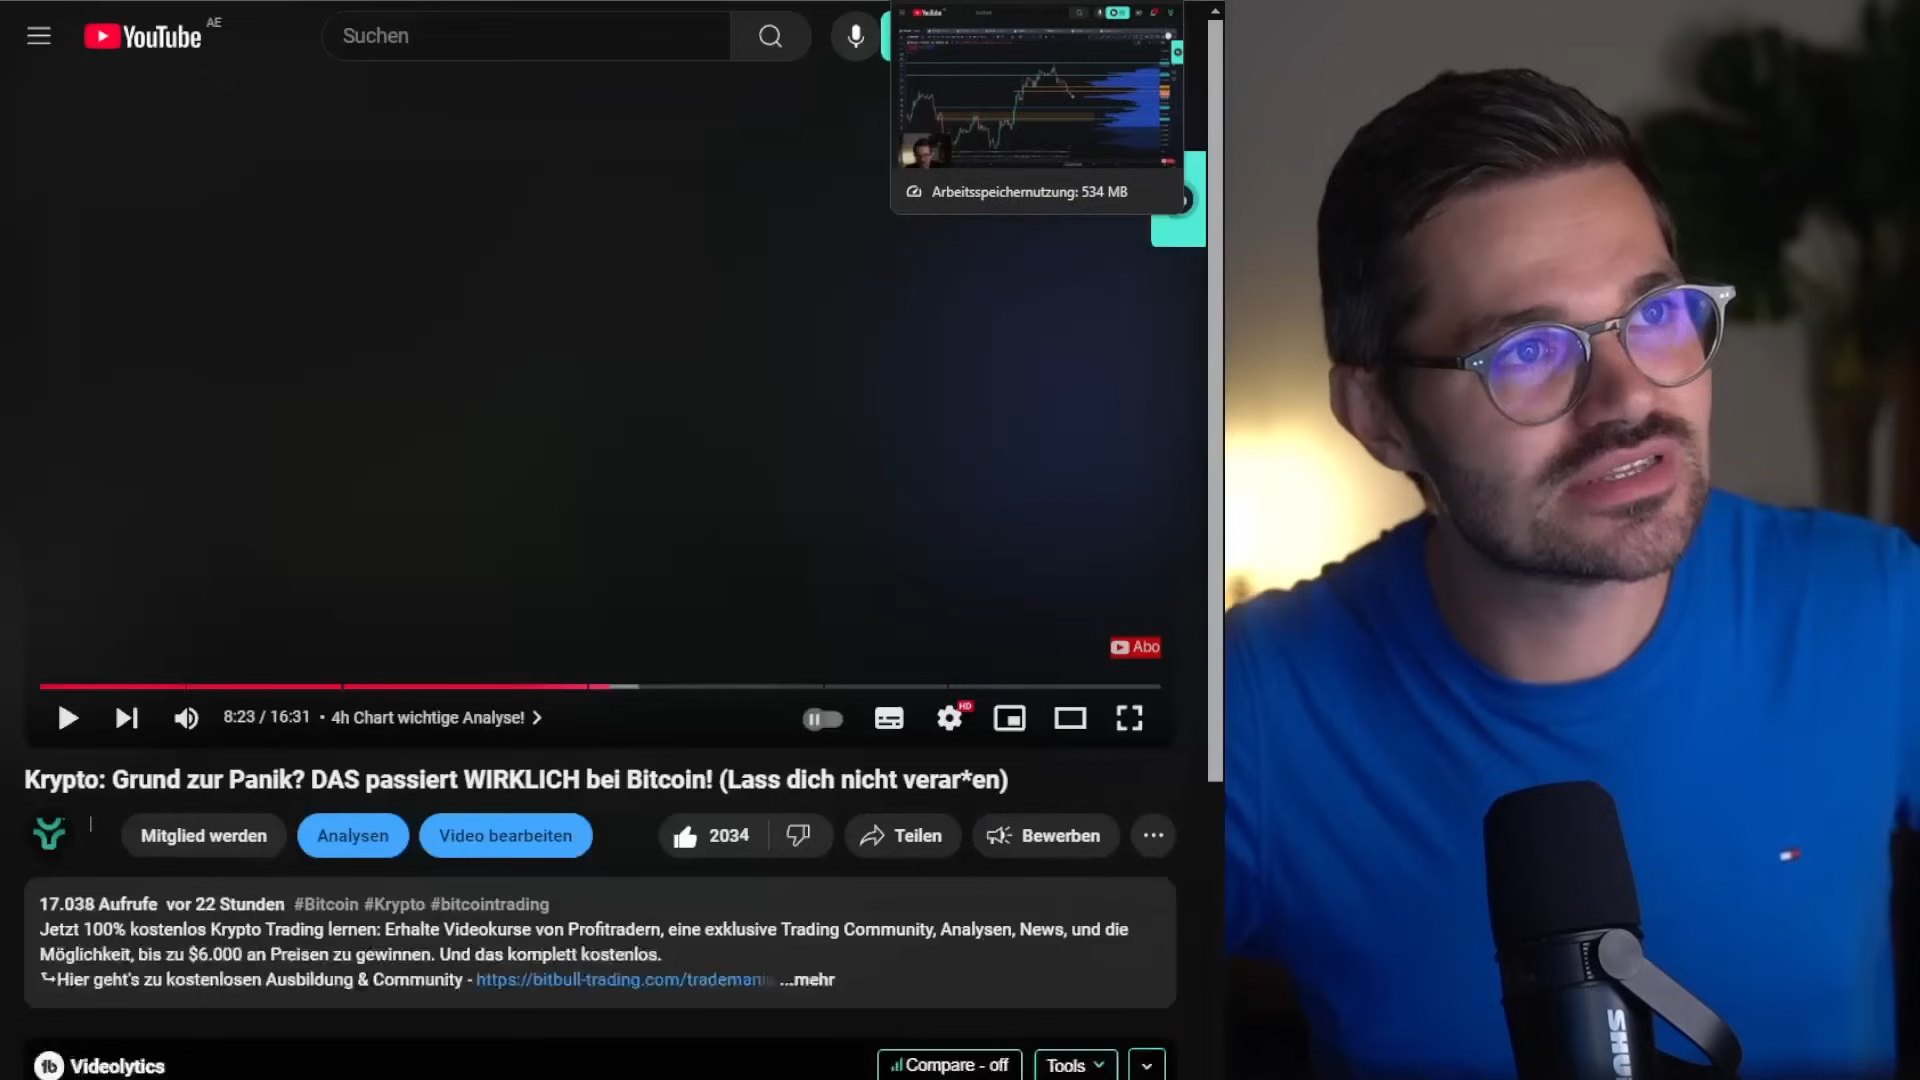 YouTube
AE
Suchen
Arbeitsspeichernutzung: 534 MB
Abo
8:23 / 16:31 • 4h Chart wichtige Analyse!
HD
Krypto: Grund zur Panik? DAS passiert WIRKLICH bei Bitcoin! (Lass dich nicht verar*en)
Mitglied werden
Analysen
Video bearbeiten
2034
Teilen
Bewerben
17.038 Aufrufe vor 22 Stunden #Bitcoin #Krypto #bitcointrading
Jetzt 100% kostenlos Krypto Trading lernen: Erhalte Videokurse von Profitradern, eine exklusive Trading Community, Analysen, News, und die
Möglichkeit, bis zu $6.000 an Preisen zu gewinnen. Und das komplett kostenlos.
Hier geht's zu kostenlosen Ausbildung & Community - https://bitbull-trading.com/trademan ...mehr
Videolytics
Compare - off
Tools
SHU